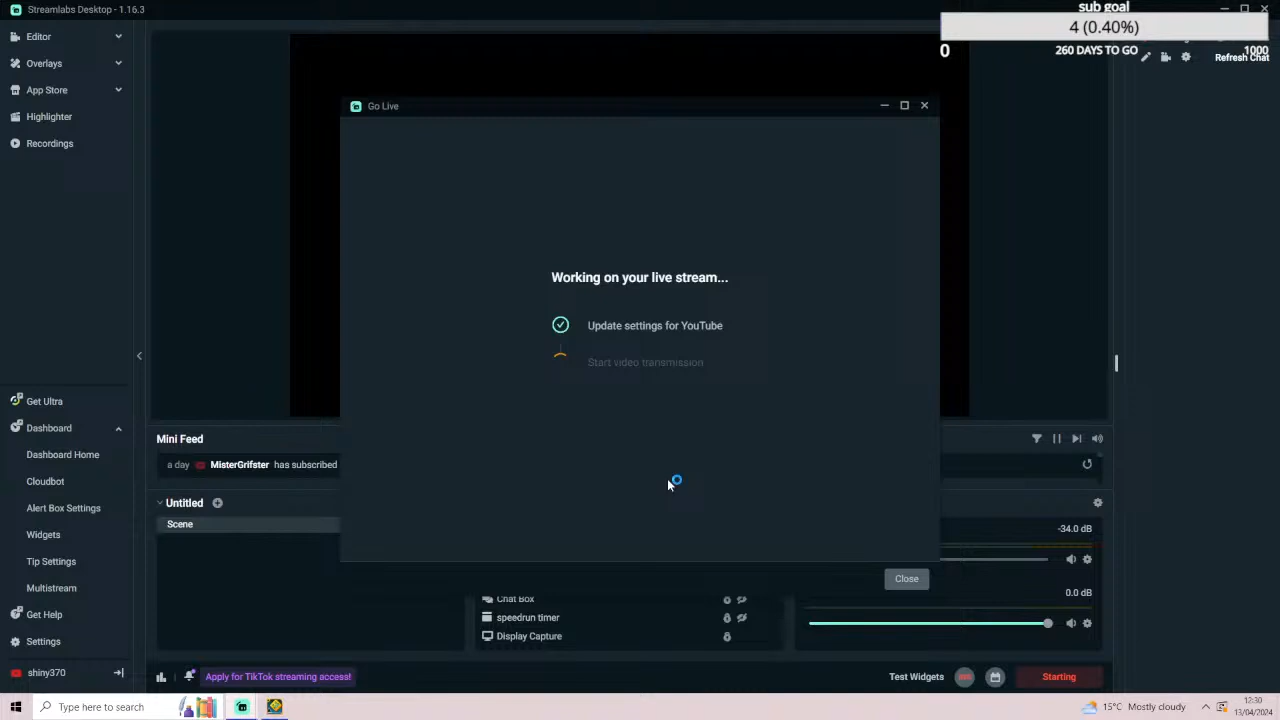 Streamlabs Desktop - 1.16.3
sub goal
4 (0.40%)
0
260 DAYS TO GO
1000
Refresh Chat
Editor
Overlays
App Store
Highlighter
Recordings
Go Live
Working on your live stream...
Update settings for YouTube
Start video transmission
Close
Get Ultra
Dashboard
Dashboard Home
Cloudbot
Alert Box Settings
Widgets
Tip Settings
Multistream
Get Help
Settings
shiny370
Mini Feed
a day MisterGrifster has subscribed
Untitled
Scene
Chat Box
speedrun timer
Display Capture
-34.0 dB
0.0 dB
Apply for TikTok streaming access!
Test Widgets
REC
Starting
Type here to search
15°C Mostly cloudy
12:30
13/04/2024